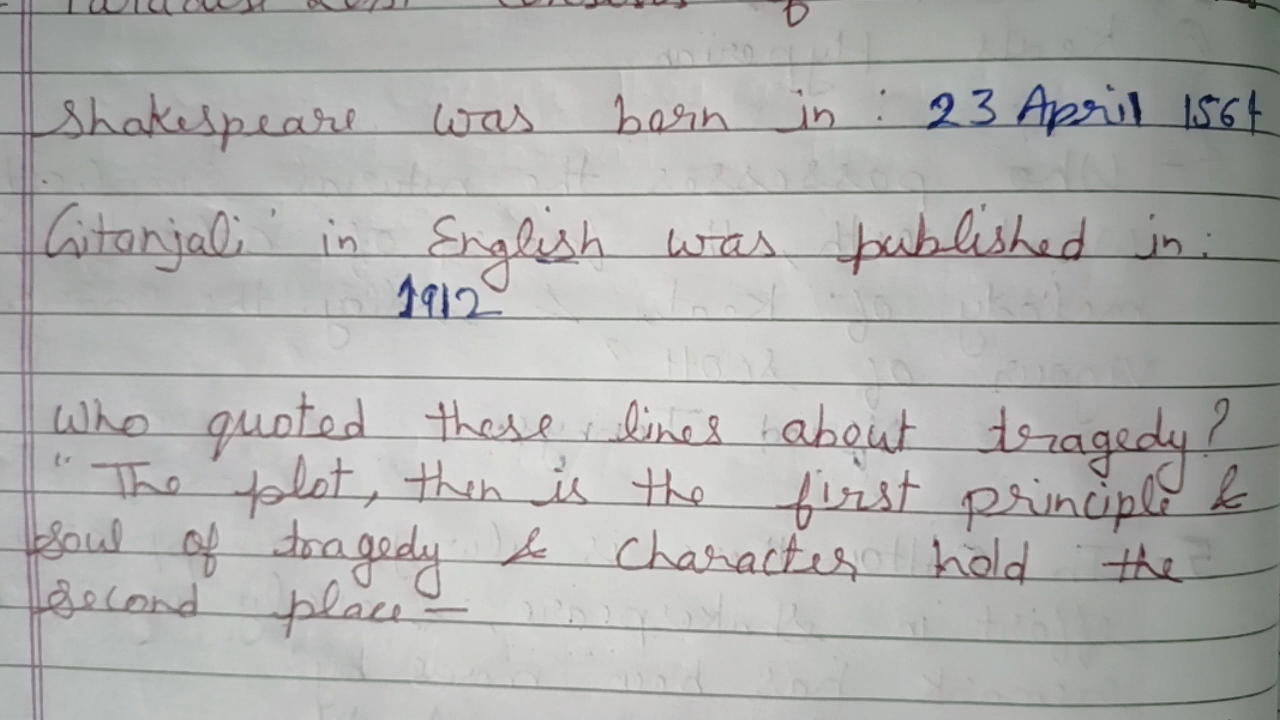 Shakespeare was born in : 23 April 1564
Gitanjali' in English was published in :
1912
Who quoted these lines about tragedy?
" The plot, then is the first principle &
soul of tragedy & character hold the
second place —